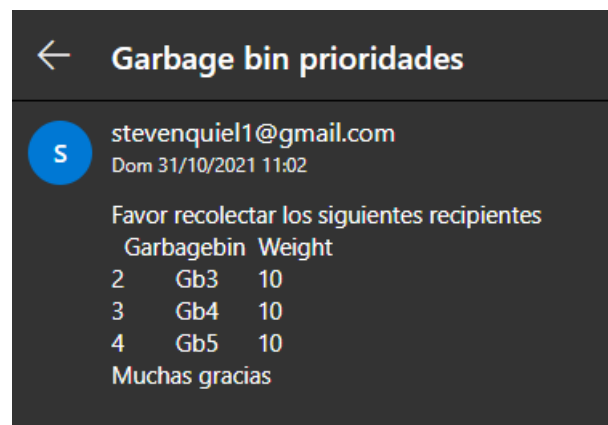 Garbage bin prioridades
S
stevenquiel1@gmail.com
Dom 31/10/2021 11:02
Favor recolectar los siguientes recipientes
Garbagebin Weight
2 Gb3 10
3 Gb4 10
4 Gb5 10
Muchas gracias